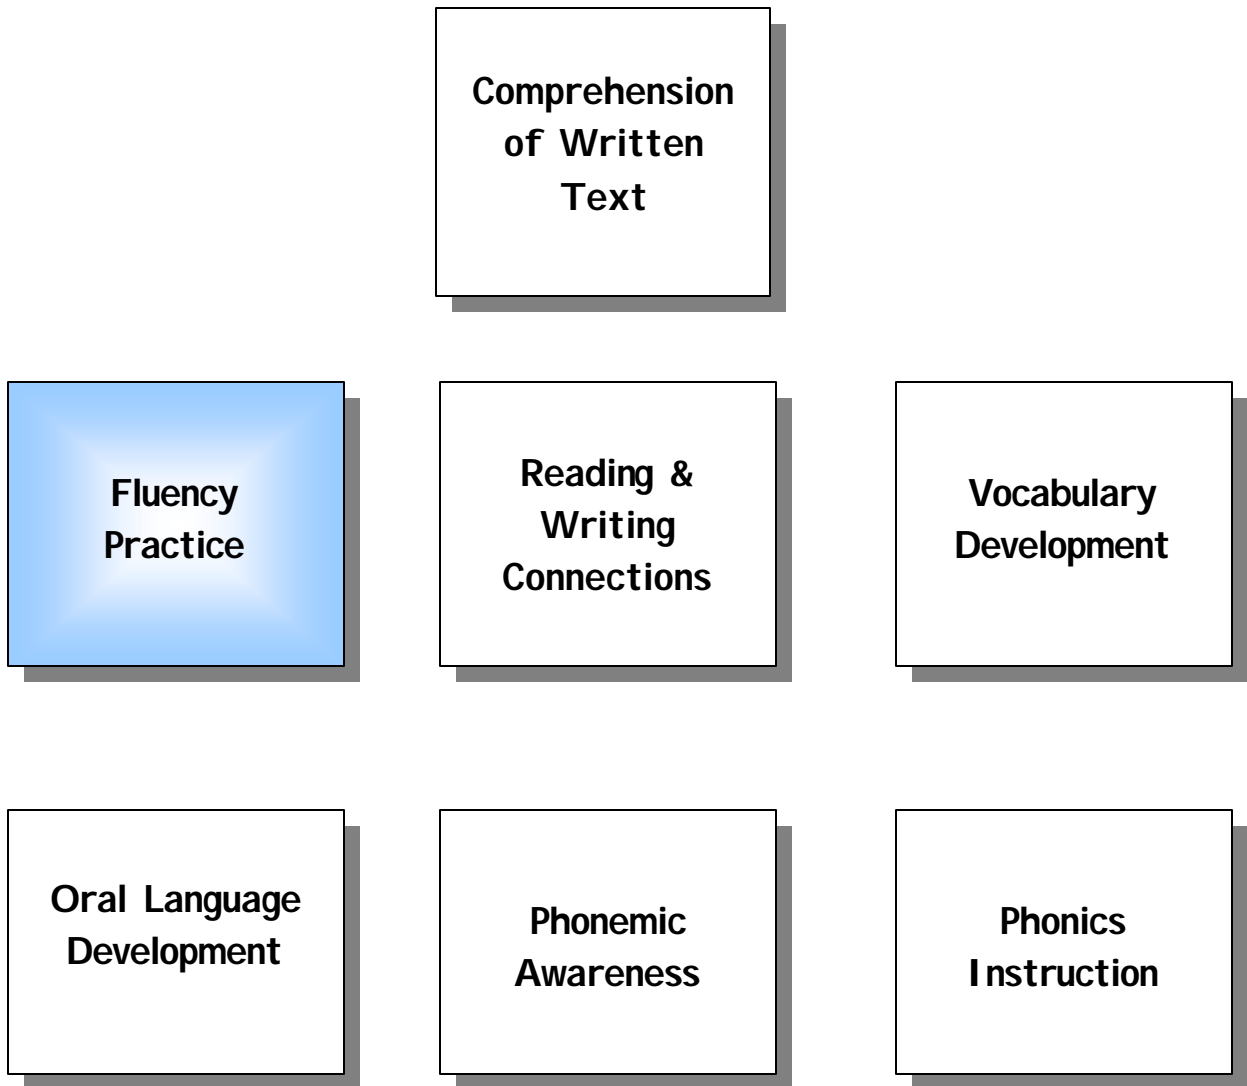 Comprehension
of Written
Text
Fluency
Practice
Reading &
Writing
Connections
Vocabulary
Development
Oral Language
Development
Phonemic
Awareness
Phonics
Instruction